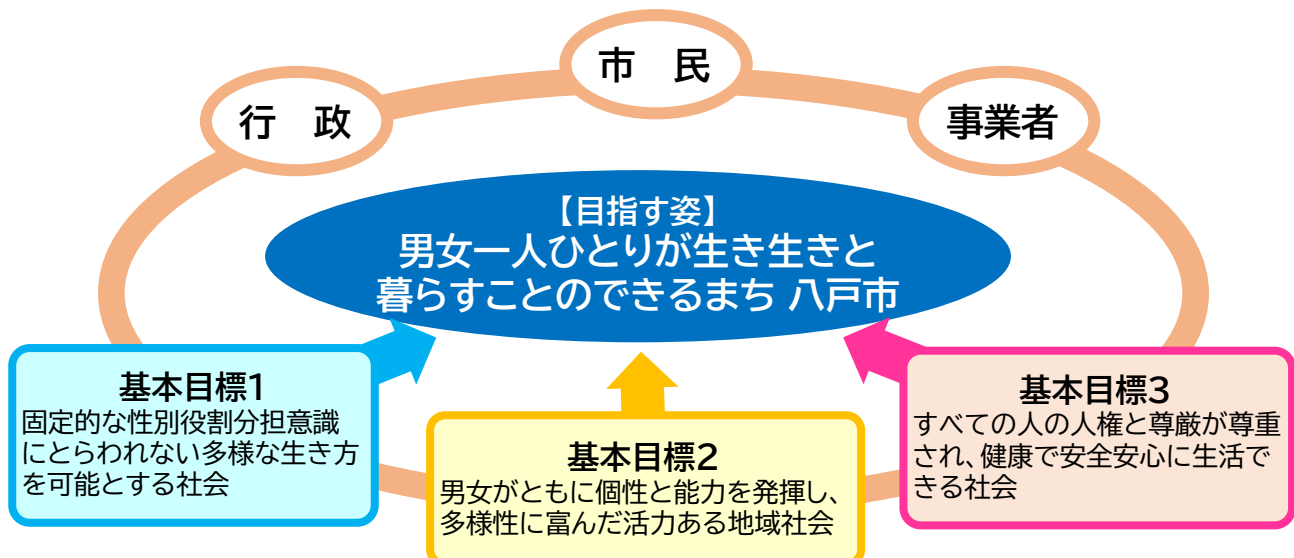 市　民
行　政
事業者
【目指す姿】
男女一人ひとりが生き生きと
暮らすことのできるまち 八戸市
基本目標1
固定的な性別役割分担意識
にとらわれない多様な生き方
を可能とする社会
基本目標2
男女がともに個性と能力を発揮し、
多様性に富んだ活力ある地域社会
基本目標3
すべての人の人権と尊厳が尊重
され、健康で安全安心に生活で
きる社会